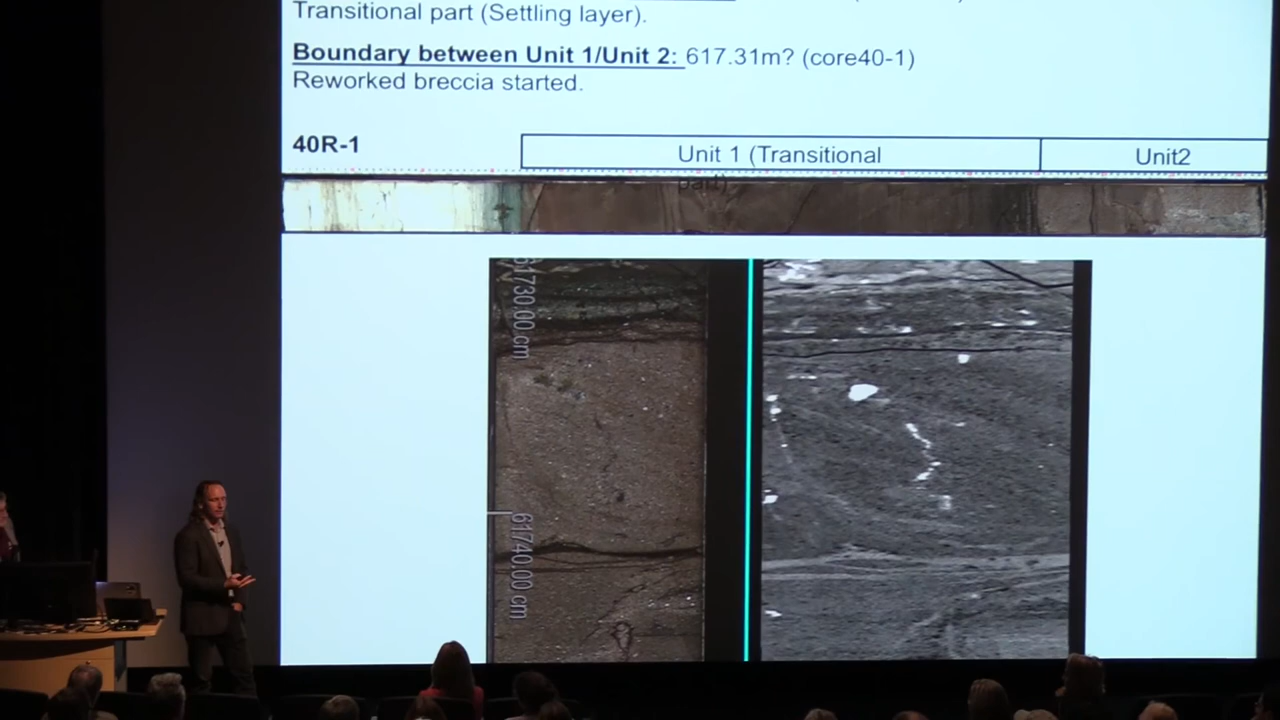 Transitional part (Settling layer).
Boundary between Unit 1/Unit 2: 617.31m? (core40-1)
Reworked breccia started.
40R-1
Unit 1 (Transitional
part)
Unit2
61730.00 cm
61740.00 cm